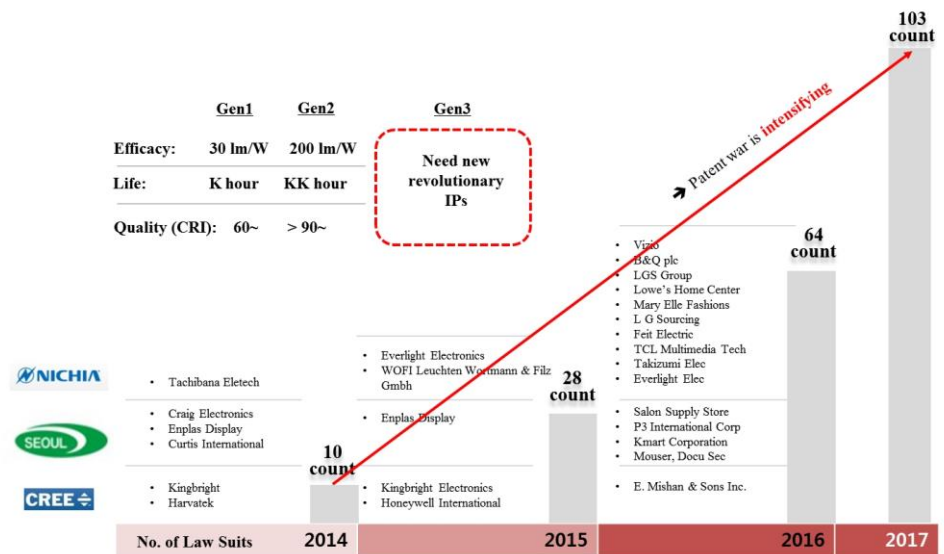 103
count
Gen1 Gen2 Gen3
Efficacy: 30 lm/W 200 lm/W
Life: K hour KK hour
Quality (CRI): 60~ > 90~
Need new
revolutionary
IPs
Patent war is intensifying
64
count
• Vizio
• B&Q plc
• LGS Group
• Lowe's Home Center
• Mary Elle Fashions
• L G Sourcing
• Feit Electric
• TCL Multimedia Tech
• Takizumi Elec
• Everlight Elec
NICHIA
• Tachibana Eletech
• Everlight Electronics
• WOFI Leuchten Wortmann & Filz
Gmbh
28
count
SEOUL
• Craig Electronics
• Enplas Display
• Curtis International
• Enplas Display
• Salon Supply Store
• P3 International Corp
• Kmart Corporation
• Mouser, Docu Sec
10
count
CREE
• Kingbright
• Harvatek
• Kingbright Electronics
• Honeywell International
• E. Mishan & Sons Inc.
No. of Law Suits 2014 2015 2016 2017